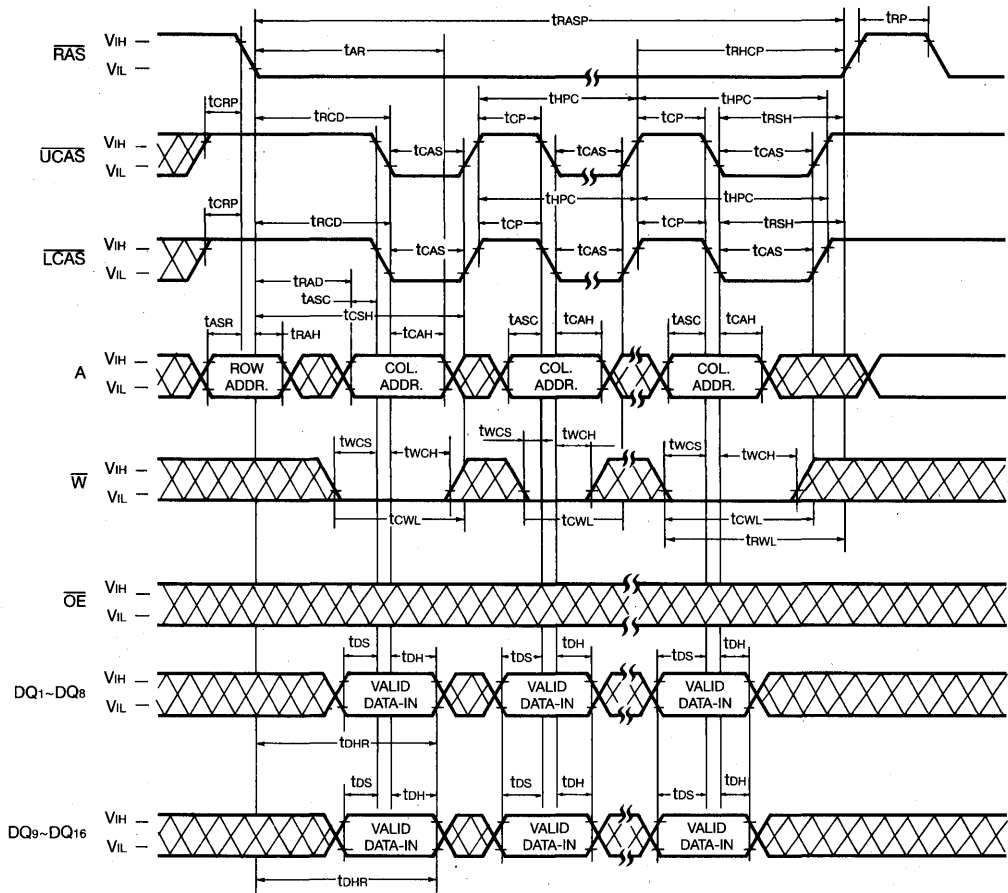 tRASP
tRP
tAR
tRHCP
RAS
VIH
VIL
tCRP
tRCD
tHPC
tHPC
tCP
tCP
tRSH
UCAS
VIH
VIL
tCAS
tCAS
tCAS
tCRP
tRCD
tHPC
tHPC
tCP
tCP
tRSH
LCAS
VIH
VIL
tCAS
tCAS
tCAS
tRAD
tASC
tCSH
tASR
tRAH
tCAH
tASC
tCAH
tASC
tCAH
A
VIH
VIL
ROW ADDR.
COL. ADDR.
COL. ADDR.
COL. ADDR.
tWCS
tWCH
tWCS
tWCH
tWCS
tWCH
W
VIH
VIL
tCWL
tCWL
tCWL
tRWL
OE
VIH
VIL
tDS
tDH
tDS
tDH
tDS
tDH
DQ1~DQ8
VIH
VIL
VALID DATA-IN
VALID DATA-IN
VALID DATA-IN
tDHR
tDS
tDH
tDS
tDH
tDS
tDH
DQ9~DQ16
VIH
VIL
VALID DATA-IN
VALID DATA-IN
VALID DATA-IN
tDHR